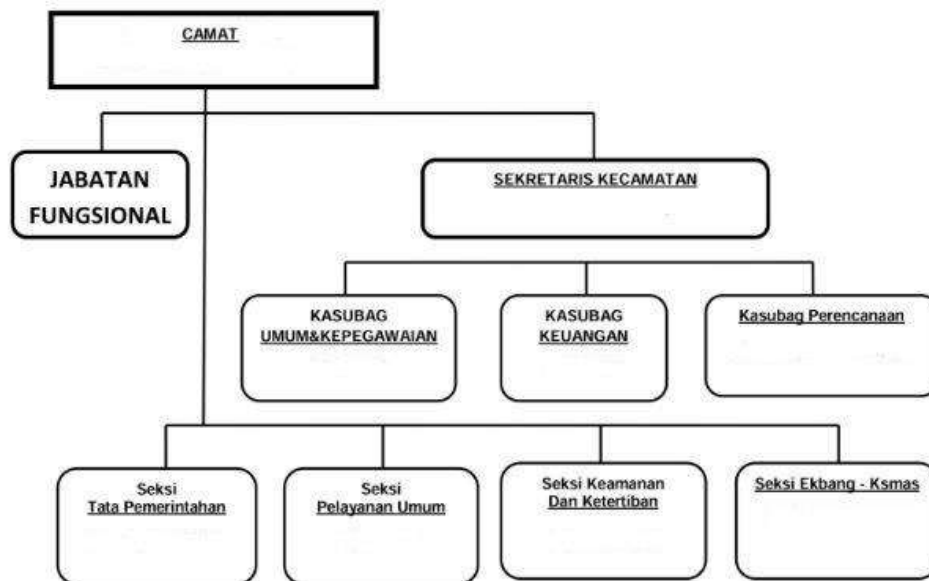 CAMAT
JABATAN
FUNGSIONAL
SEKRETARIS KECAMATAN
KASUBAG
UMUM&KEPEGAWAIAN
KASUBAG
KEUANGAN
Kasubag Perencanaan
Seksi
Tata Pemerintahan
Seksi
Pelayanan Umum
Seksi Keamanan
Dan Ketertiban
Seksi Ekbang - Ksmas